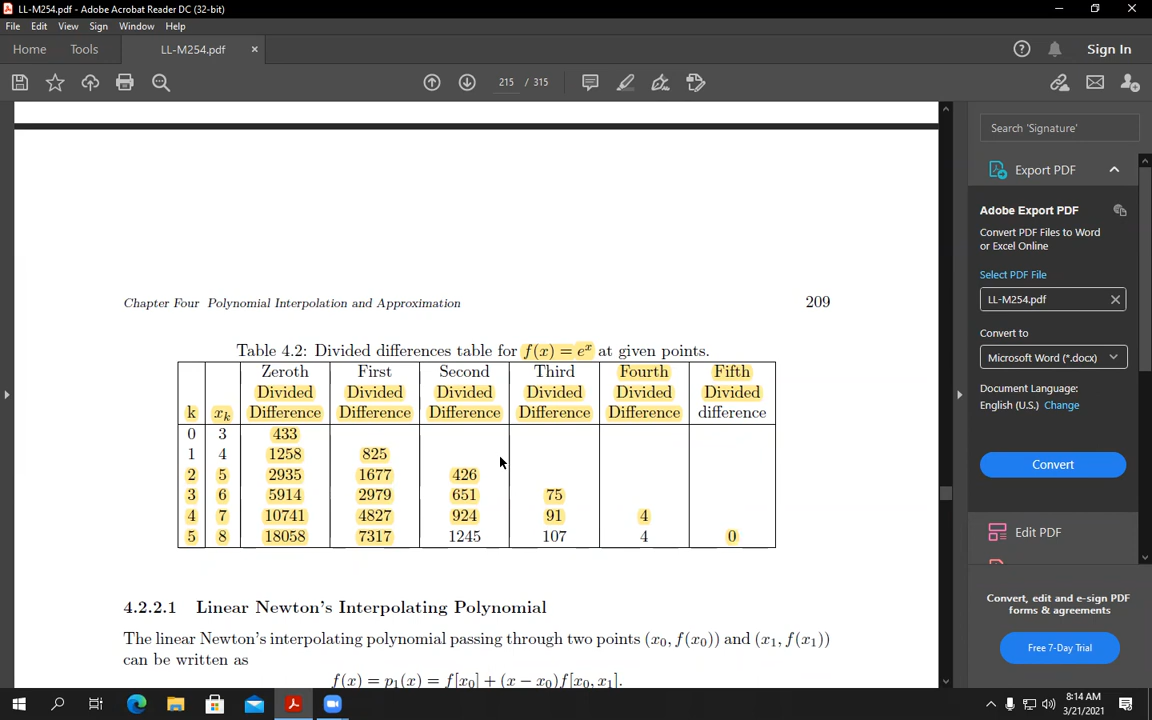 LL-M254.pdf - Adobe Acrobat Reader DC (32-bit)
File Edit View Sign Window Help
Home Tools LL-M254.pdf × Sign In
215 / 315
Search 'Signature'
Export PDF
Adobe Export PDF
Convert PDF Files to Word
or Excel Online
Select PDF File
LL-M254.pdf
Convert to
Microsoft Word (*.docx)
Document Language:
English (U.S.) Change
Convert
Edit PDF
Convert, edit and e-sign PDF
forms & agreements
Free 7-Day Trial
Chapter Four Polynomial Interpolation and Approximation 209
Table 4.2: Divided differences table for f(x) = e^x at given points.
Zeroth First Second Third Fourth Fifth
Divided Divided Divided Divided Divided Divided
k x_k Difference Difference Difference Difference Difference difference
0 3 433
1 4 1258 825
2 5 2935 1677 426
3 6 5914 2979 651 75
4 7 10741 4827 924 91 4
5 8 18058 7317 1245 107 4 0
4.2.2.1 Linear Newton's Interpolating Polynomial
The linear Newton's interpolating polynomial passing through two points (x_0, f(x_0)) and (x_1, f(x_1))
can be written as
f(x) = p_1(x) = f[x_0] + (x − x_0)f[x_0, x_1].
8:14 AM
3/21/2021